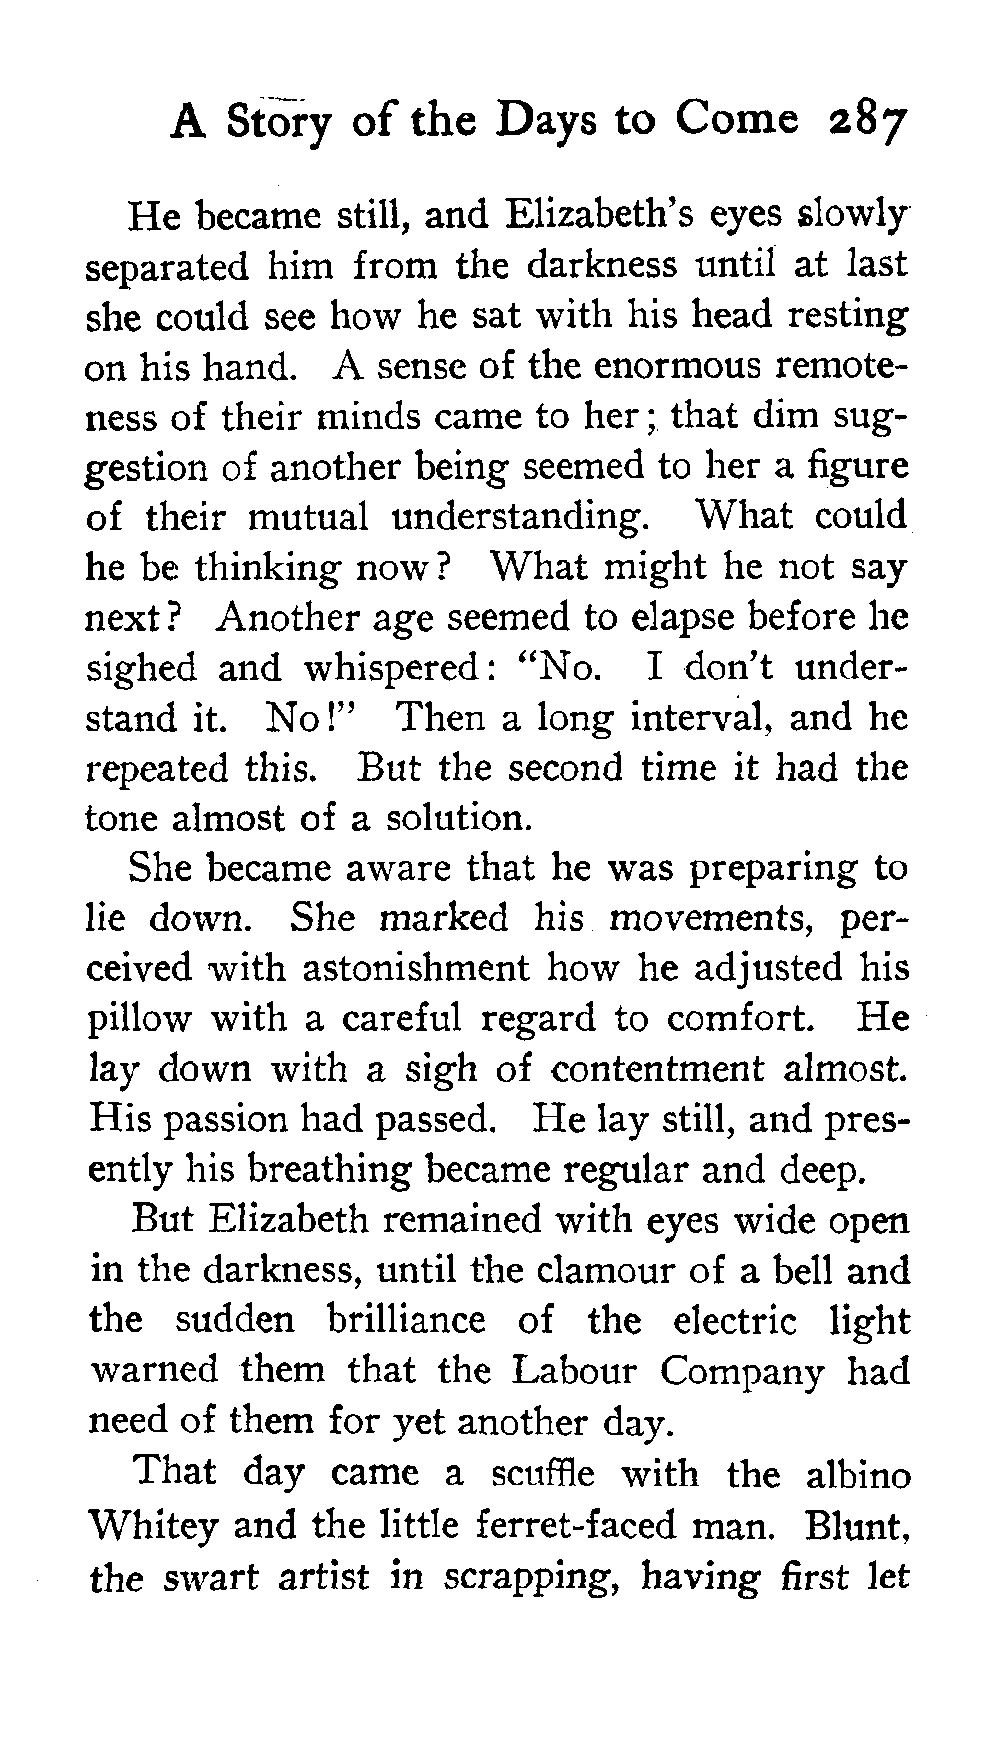 A Story of the Days to Come 287
He became still, and Elizabeth's eyes slowly
separated him from the darkness until at last
she could see how he sat with his head resting
on his hand. A sense of the enormous remote-
ness of their minds came to her; that dim sug-
gestion of another being seemed to her a figure
of their mutual understanding. What could
he be thinking now? What might he not say
next? Another age seemed to elapse before he
sighed and whispered: "No. I don't under-
stand it. No!" Then a long interval, and he
repeated this. But the second time it had the
tone almost of a solution.
She became aware that he was preparing to
lie down. She marked his movements, per-
ceived with astonishment how he adjusted his
pillow with a careful regard to comfort. He
lay down with a sigh of contentment almost.
His passion had passed. He lay still, and pres-
ently his breathing became regular and deep.
But Elizabeth remained with eyes wide open
in the darkness, until the clamour of a bell and
the sudden brilliance of the electric light
warned them that the Labour Company had
need of them for yet another day.
That day came a scuffle with the albino
Whitey and the little ferret-faced man. Blunt,
the swart artist in scrapping, having first let